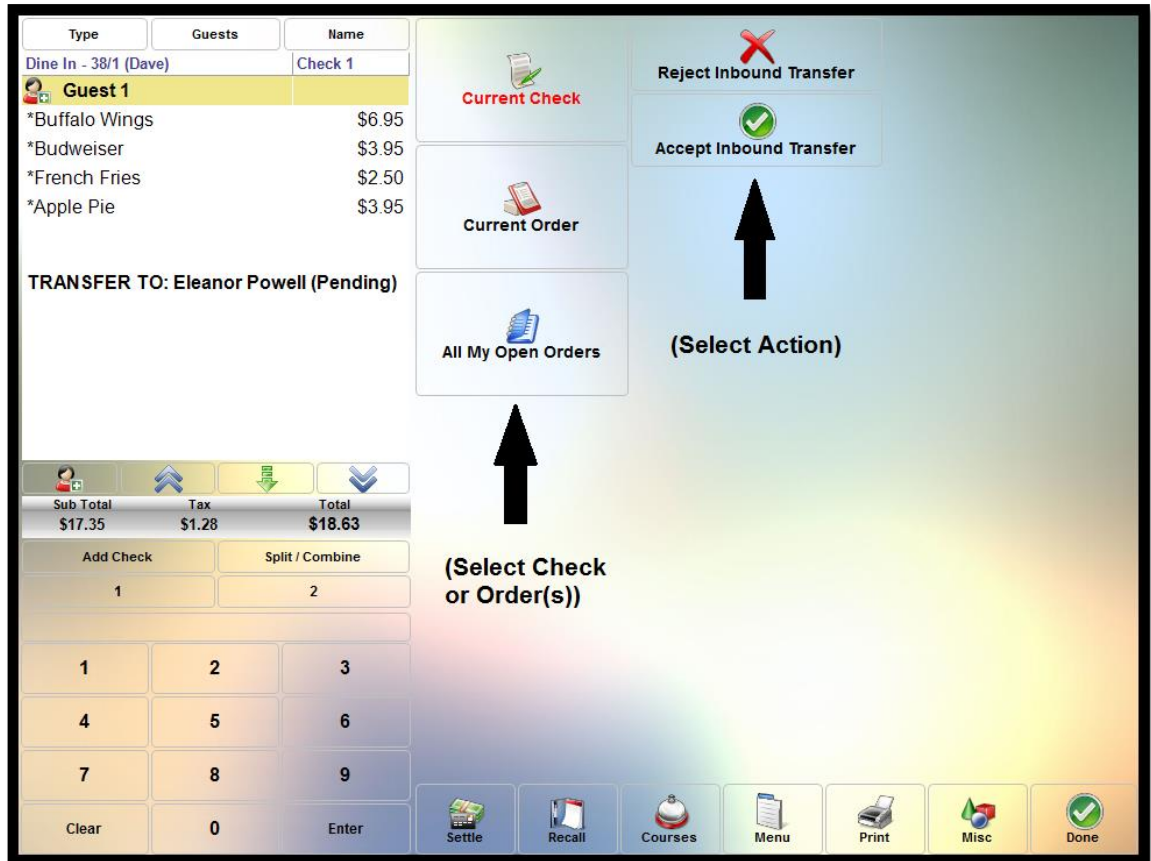 Type Guests Name
Dine In - 38/1 (Dave) Check 1
Guest 1
*Buffalo Wings $6.95
*Budweiser $3.95
*French Fries $2.50
*Apple Pie $3.95
TRANSFER TO: Eleanor Powell (Pending)
Sub Total Tax Total
$17.35 $1.28 $18.63
Add Check Split / Combine
1 2
1 2 3
4 5 6
7 8 9
Clear 0 Enter
Current Check
Current Order
All My Open Orders
(Select Check
or Order(s))
Reject Inbound Transfer
Accept Inbound Transfer
(Select Action)
Settle Recall Courses Menu Print Misc Done